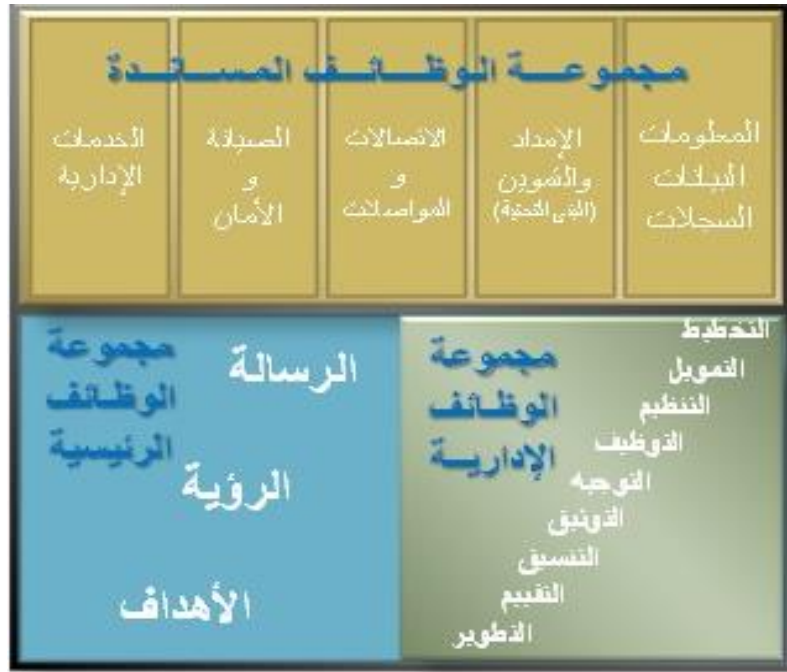 مجموعة الوظائف المساندة
المعلومات
البيانات
السجلات
الإمداد
والتموين
(البنى التحتية)
الاتصالات
و
المواصلات
الصيانة
و
الأمان
الخدمات
الإدارية
مجموعة
الوظائف
الإدارية
التخطيط
التمويل
التنظيم
التوظيف
التوجيه
التوثيق
التنسيق
التقييم
التطوير
مجموعة
الوظائف
الرئيسية
الرسالة
الرؤية
الأهداف